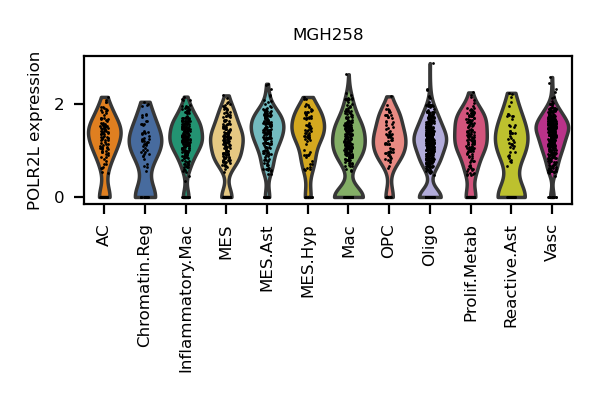 MGH258
POLR2L expression
2
0
AC
Chromatin.Reg
Inflammatory.Mac
MES
MES.Ast
MES.Hyp
Mac
OPC
Oligo
Prolif.Metab
Reactive.Ast
Vasc